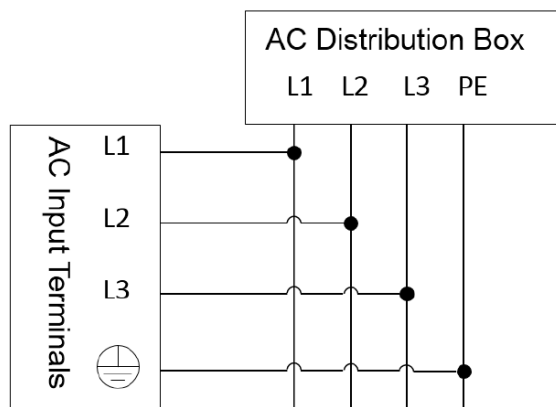 AC Distribution Box
L1 L2 L3 PE
AC Input Terminals
L1
L2
L3